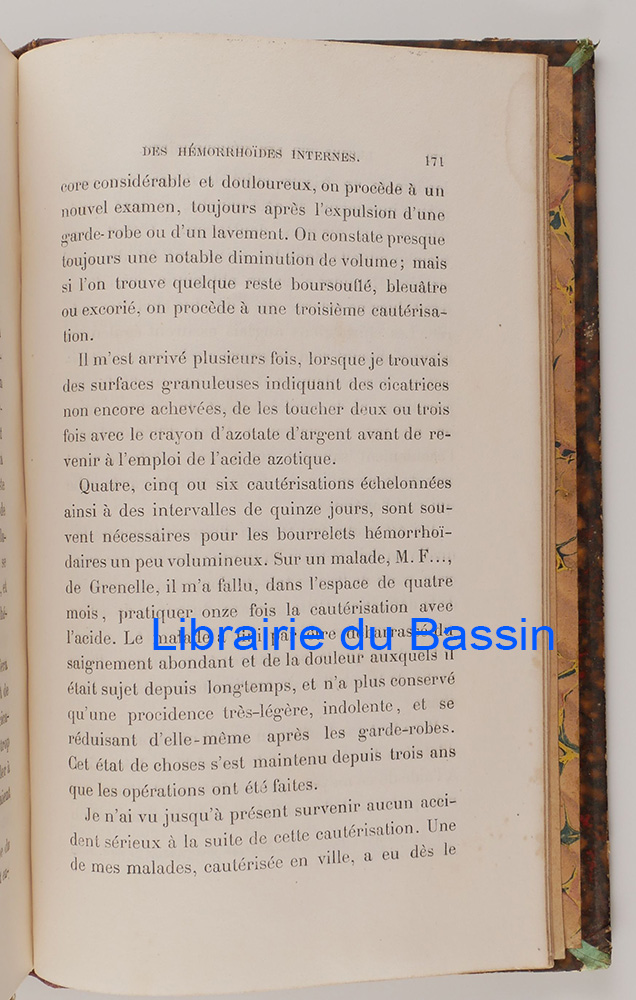 DES HÉMORRHOÏDES INTERNES. 171
core considérable et douloureux, on procède à un
nouvel examen, toujours après l'expulsion d'une
garde-robe ou d'un lavement. On constate presque
toujours une notable diminution de volume; mais
si l'on trouve quelque reste boursouflé, bleuâtre
ou excorié, on procède à une troisième cautérisa-
tion.
Il m'est arrivé plusieurs fois, lorsque je trouvais
des surfaces granuleuses indiquant des cicatrices
non encore achevées, de les toucher deux ou trois
fois avec le crayon d'azotate d'argent avant de re-
venir à l'emploi de l'acide azotique.
Quatre, cinq ou six cautérisations échelonnées
ainsi à des intervalles de quinze jours, sont sou-
vent nécessaires pour les bourrelets hémorrhoï-
daires un peu volumineux. Sur un malade, M. F...,
de Grenelle, il m'a fallu, dans l'espace de quatre
mois, pratiquer onze fois la cautérisation avec
l'acide. Le malade a fini par être débarrassé du
Librairie du Bassin
saignement abondant et de la douleur auxquels il
était sujet depuis longtemps, et n'a plus conservé
qu'une procidence très-légère, indolente, et se
réduisant d'elle-même après les garde-robes.
Cet état de choses s'est maintenu depuis trois ans
que les opérations ont été faites.
Je n'ai vu jusqu'à présent survenir aucun acci-
dent sérieux à la suite de cette cautérisation. Une
de mes malades, cautérisée en ville, a eu dès le